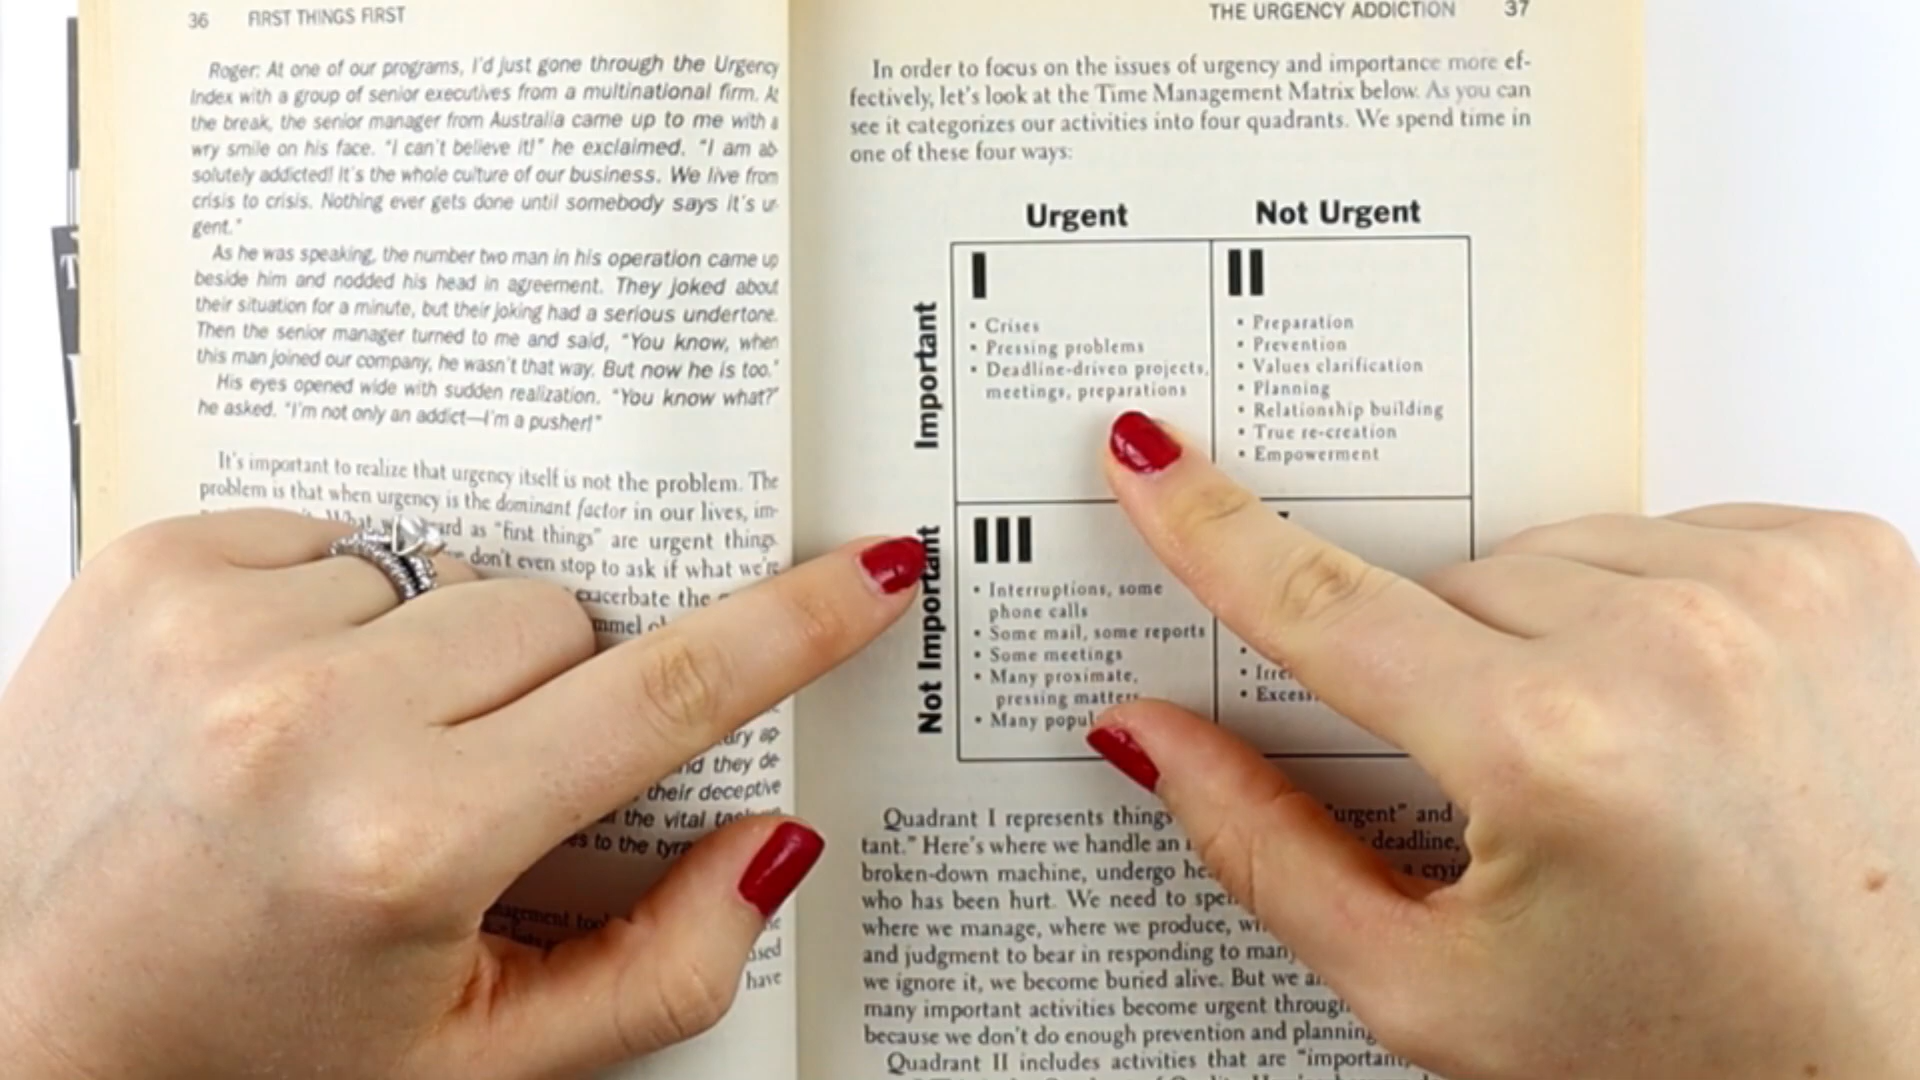 36 FIRST THINGS FIRST
Roger: At one of our programs, I'd just gone through the Urgency
Index with a group of senior executives from a multinational firm. At
the break, the senior manager from Australia came up to me with a
wry smile on his face. "I can't believe it!" he exclaimed. "I am ab-
solutely addicted! It's the whole culture of our business. We live from
crisis to crisis. Nothing ever gets done until somebody says it's ur-
gent."
As he was speaking, the number two man in his operation came up
beside him and nodded his head in agreement. They joked about
their situation for a minute, but their joking had a serious undertone.
Then the senior manager turned to me and said, "You know, when
this man joined our company, he wasn't that way. But now he is too."
His eyes opened wide with sudden realization. "You know what?"
he asked. "I'm not only an addict—I'm a pusher!"
It's important to realize that urgency itself is not the problem. The
problem is that when urgency is the dominant factor in our lives, im-
What as "first things" are urgent things.
don't even stop to ask if what we're
exacerbate the
they de-
their deceptive
the vital
to the
have
THE URGENCY ADDICTION 37
In order to focus on the issues of urgency and importance more ef-
fectively, let's look at the Time Management Matrix below. As you can
see it categorizes our activities into four quadrants. We spend time in
one of these four ways:
Urgent Not Urgent
Important
I
• Crises
• Pressing problems
• Deadline-driven projects,
meetings, preparations
II
• Preparation
• Prevention
• Values clarification
• Planning
• Relationship building
• True re-creation
• Empowerment
Not Important
III
• Interruptions, some
phone calls
• Some mail, some reports
• Some meetings
• Many proximate,
pressing matters
• Many
Quadrant I represents things "urgent" and
tant." Here's where we handle an deadline,
broken-down machine, undergo a
who has been hurt. We need to
where we manage, where we produce,
and judgment to bear in responding to many
we ignore it, we become buried alive. But we
many important activities become urgent through
because we don't do enough prevention and planning
Quadrant II includes activities that are "important,